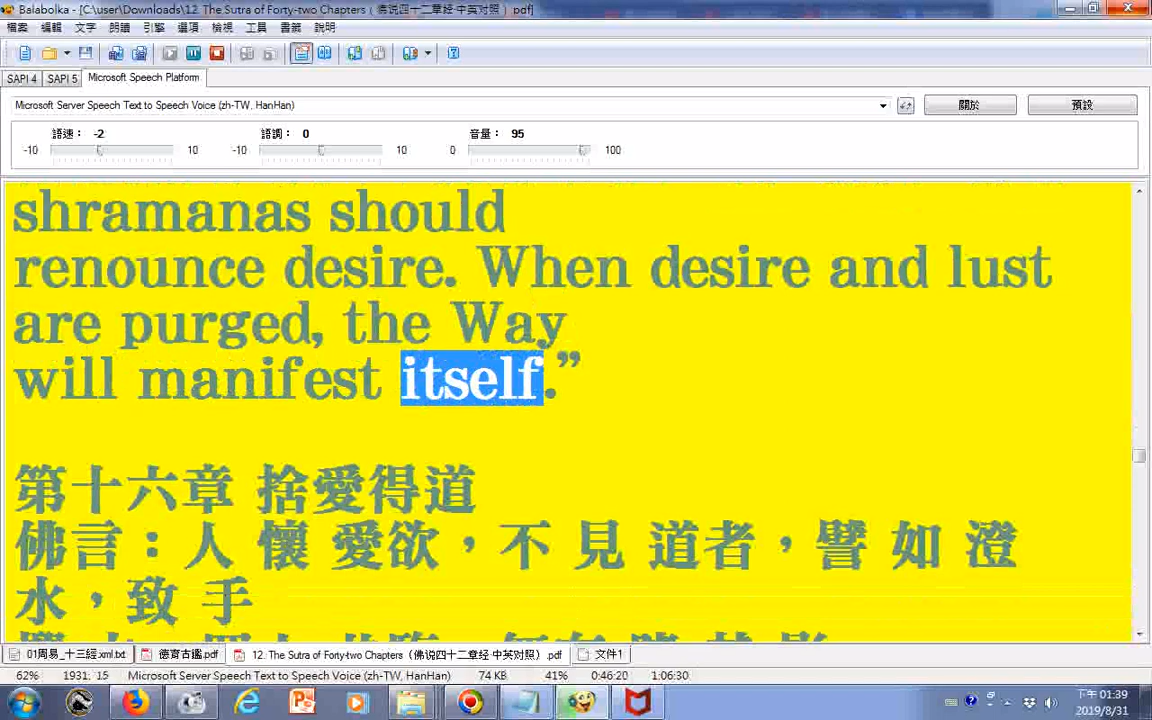 Balabolka - [C:\user\Downloads\12. The Sutra of Forty-two Chapters（佛说四十二章经·中英对照）.pdf]
檔案 編輯 文字 朗讀 引擎 選項 檢視 工具 書籤 說明
SAPI 4 SAPI 5 Microsoft Speech Platform
Microsoft Server Speech Text to Speech Voice (zh-TW, HanHan) 關於 預設
語速： -2 語調： 0 音量： 95
-10 10 -10 10 0 100
shramanas should
renounce desire. When desire and lust
are purged, the Way
will manifest itself.”
第十六章 捨愛得道
佛言：人 懷 愛欲，不 見 道者，譬 如 澄
水，致 手
01周易_十三經.xml.txt 德育古鑑.pdf 12. The Sutra of Forty-two Chapters（佛说四十二章经·中英对照）.pdf 文件1
62% 1931: 15 Microsoft Server Speech Text to Speech Voice (zh-TW, HanHan) 74 KB 41% 0:46:20 1:06:30
下午 01:39
2019/8/31